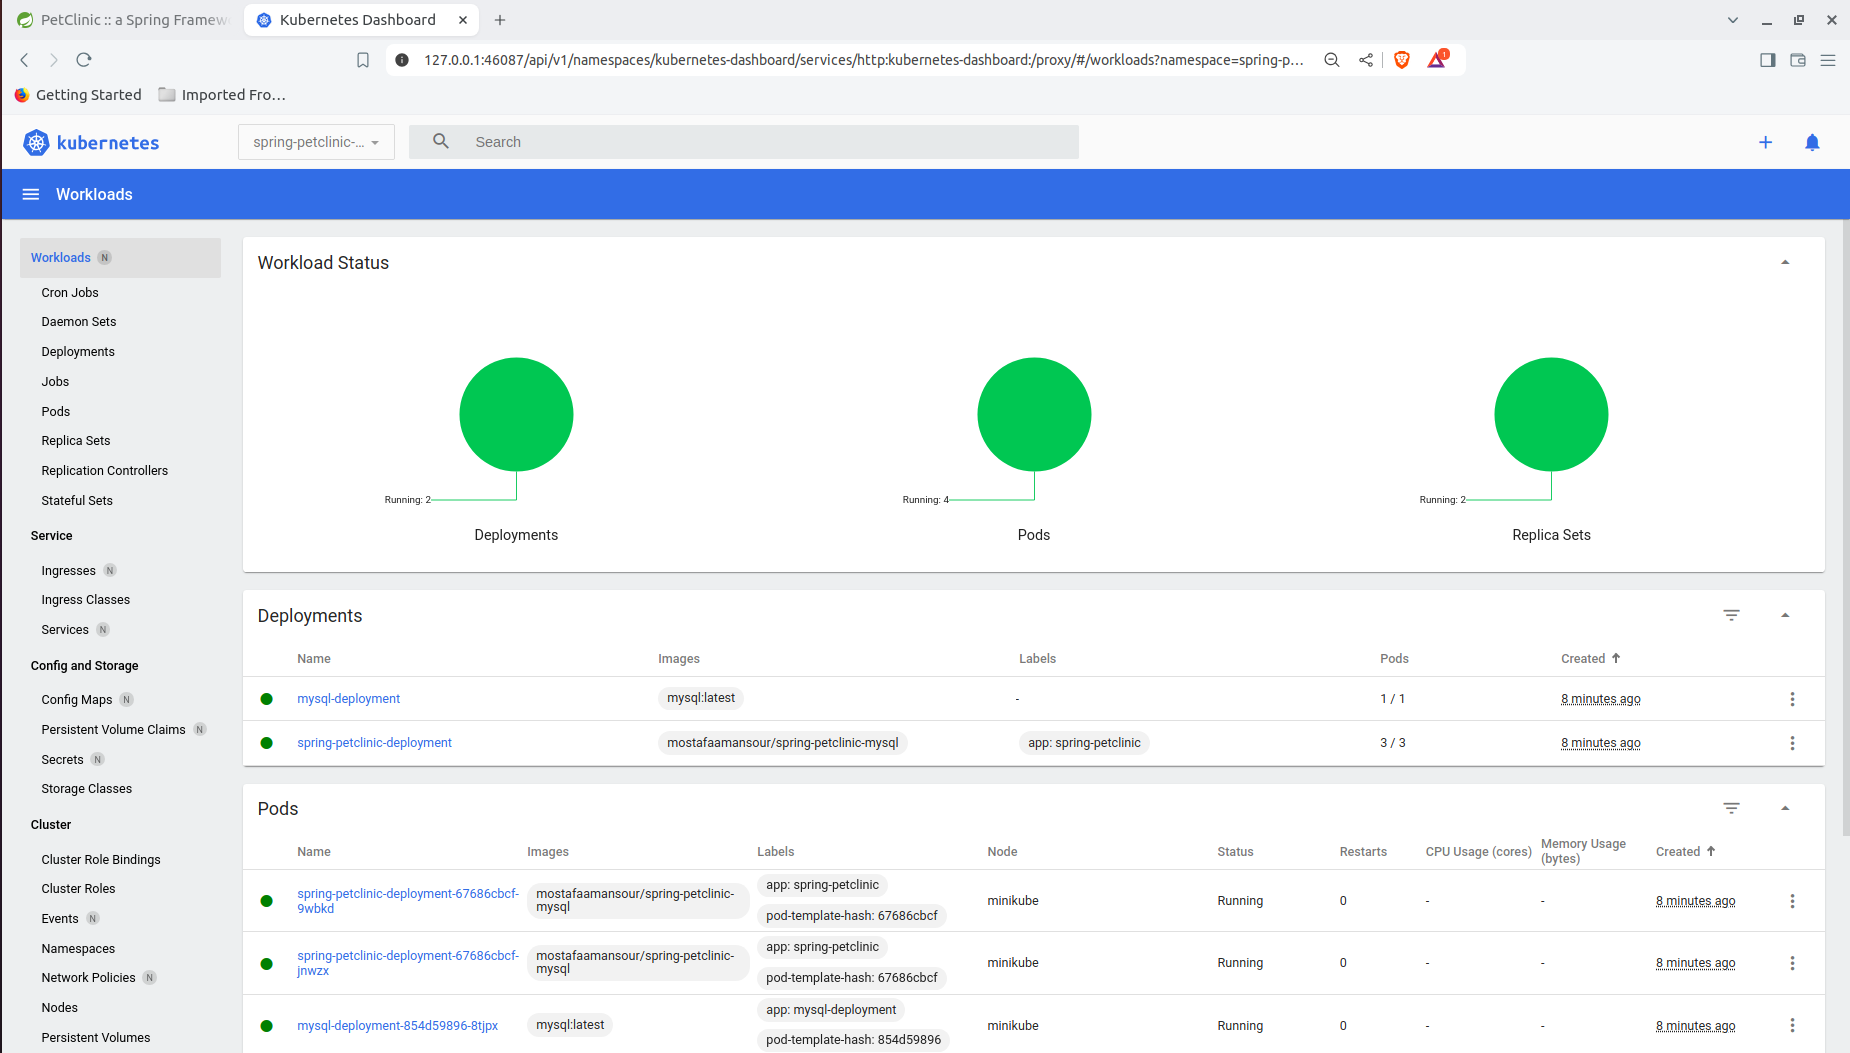 PetClinic :: a Spring Framew
Kubernetes Dashboard
127.0.0.1:46087/api/v1/namespaces/kubernetes-dashboard/services/http:kubernetes-dashboard:/proxy/#/workloads?namespace=spring-p...
1
Getting Started
Imported Fro...
kubernetes
spring-petclinic-...
Search
Workloads
Workloads N
Cron Jobs
Daemon Sets
Deployments
Jobs
Pods
Replica Sets
Replication Controllers
Stateful Sets
Service
Ingresses N
Ingress Classes
Services N
Config and Storage
Config Maps N
Persistent Volume Claims N
Secrets N
Storage Classes
Cluster
Cluster Role Bindings
Cluster Roles
Events N
Namespaces
Network Policies N
Nodes
Persistent Volumes
Workload Status
Running: 2
Deployments
Running: 4
Pods
Running: 2
Replica Sets
Deployments
Name Images Labels Pods Created
mysql-deployment mysql:latest - 1 / 1 8 minutes ago
spring-petclinic-deployment mostafaamansour/spring-petclinic-mysql app: spring-petclinic 3 / 3 8 minutes ago
Pods
Name Images Labels Node Status Restarts CPU Usage (cores) Memory Usage (bytes) Created
spring-petclinic-deployment-67686cbcf-
9wbkd
mostafaamansour/spring-petclinic-
mysql
app: spring-petclinic
pod-template-hash: 67686cbcf
minikube Running 0 - - 8 minutes ago
spring-petclinic-deployment-67686cbcf-
jnwzx
mostafaamansour/spring-petclinic-
mysql
app: spring-petclinic
pod-template-hash: 67686cbcf
minikube Running 0 - - 8 minutes ago
mysql-deployment-854d59896-8tjpx
mysql:latest
app: mysql-deployment
pod-template-hash: 854d59896
minikube Running 0 - - 8 minutes ago